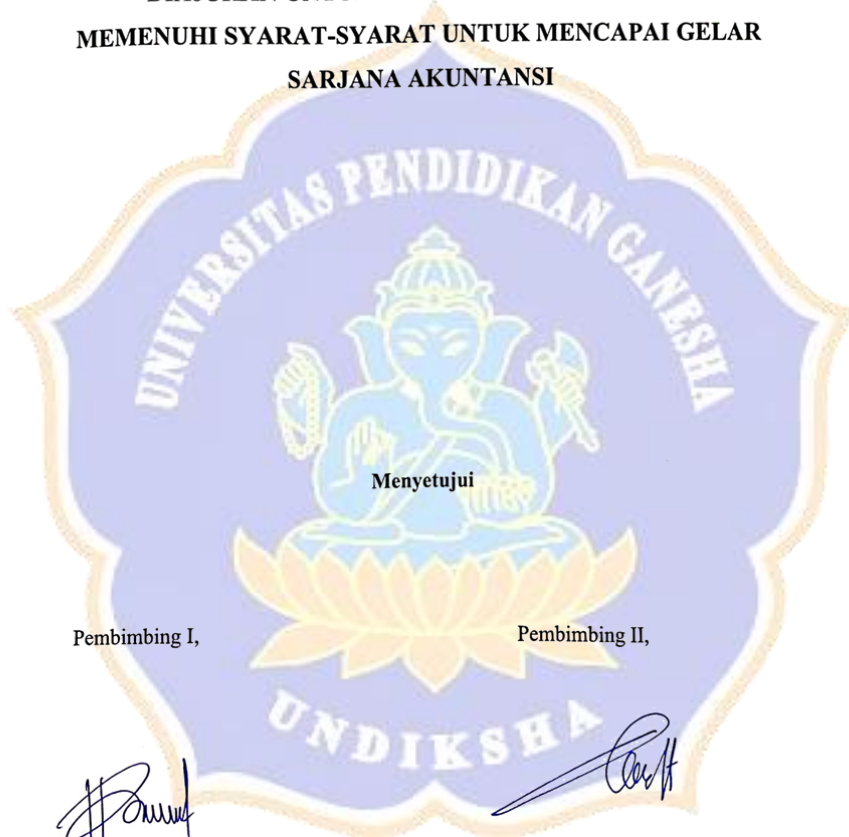 MEMENUHI SYARAT-SYARAT UNTUK MENCAPAI GELAR
SARJANA AKUNTANSI
UNIVERSITAS PENDIDIKAN GANESHA
Menyetujui
Pembimbing I,
Pembimbing II,
UNDIKSHA